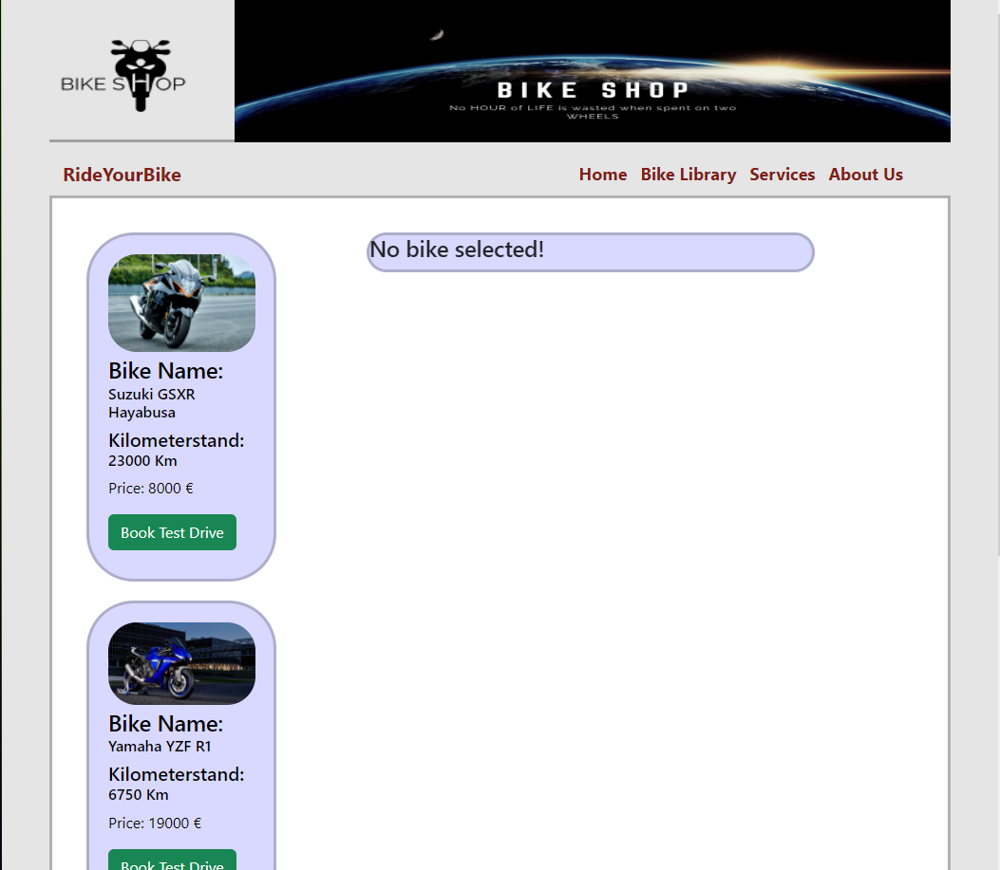 BIKE SHOP
BIKE SHOP
No HOUR of LIFE is wasted when spent on two
WHEELS
RideYourBike
Home Bike Library Services About Us
No bike selected!
Bike Name:
Suzuki GSXR
Hayabusa
Kilometerstand:
23000 Km
Price: 8000 €
Book Test Drive
Bike Name:
Yamaha YZF R1
Kilometerstand:
6750 Km
Price: 19000 €
Book Test Drive